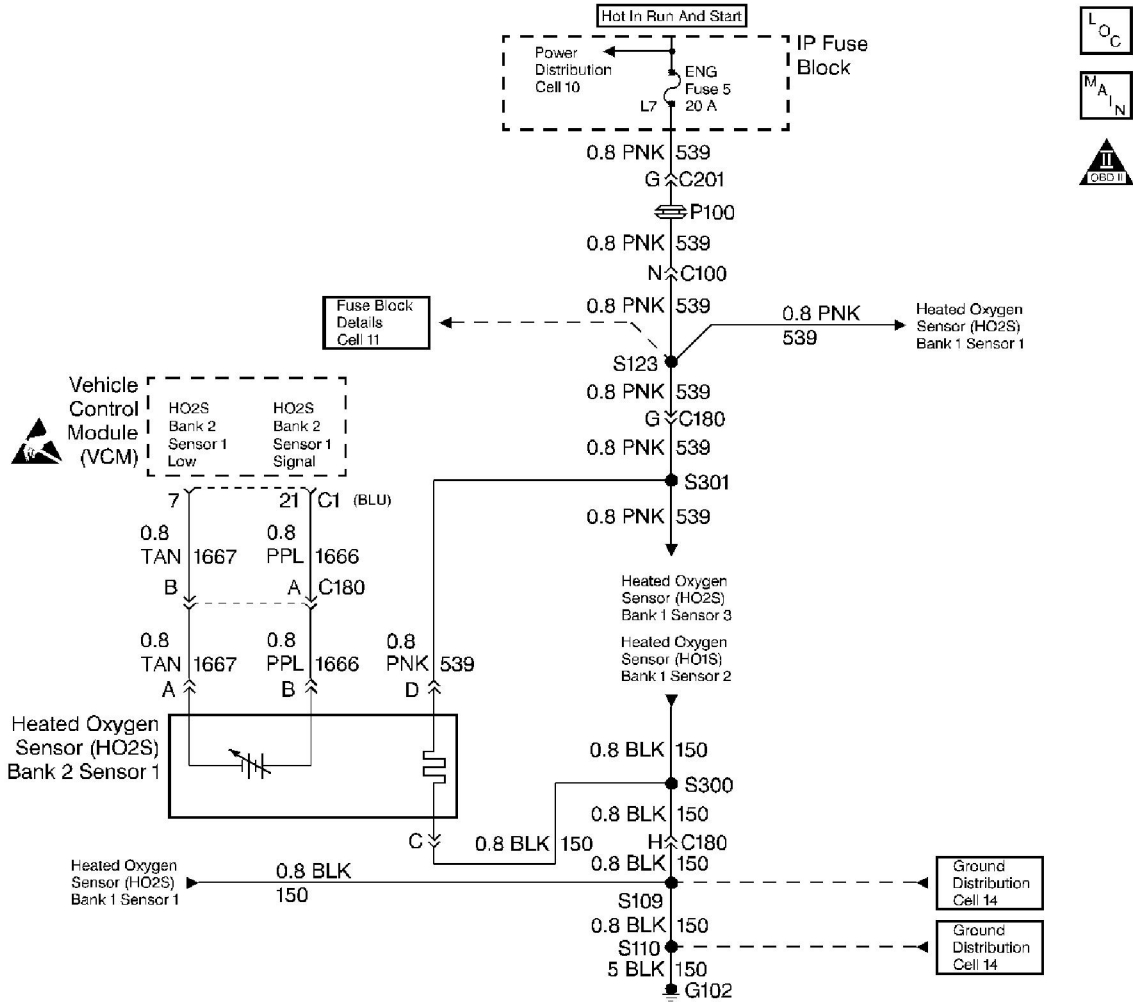 Hot In Run And Start
L
O
C
IP Fuse
Block
Power
Distribution
Cell 10
ENG
Fuse 5
20 A
L7
M
A
I
N
0.8 PNK 539
II
OBD II
G C201
P100
0.8 PNK 539
N C100
Fuse Block
Details
Cell 11
0.8 PNK 539
0.8 PNK
539
Heated Oxygen
Sensor (HO2S)
Bank 1 Sensor 1
S123
Vehicle
Control
Module
(VCM)
HO2S
Bank 2
Sensor 1
Low
HO2S
Bank 2
Sensor 1
Signal
0.8 PNK 539
G C180
0.8 PNK 539
S301
7
21 C1 (BLU)
0.8 PNK 539
0.8
TAN 1667
0.8
PPL 1666
B
A C180
Heated Oxygen
Sensor (HO2S)
Bank 1 Sensor 3
Heated Oxygen
Sensor (HO1S)
Bank 1 Sensor 2
0.8
TAN 1667
0.8
PPL 1666
0.8
PNK 539
A
B
D
Heated Oxygen
Sensor (HO2S)
Bank 2 Sensor 1
0.8 BLK 150
S300
0.8 BLK 150
C
0.8 BLK 150
H C180
Heated Oxygen
Sensor (HO2S)
Bank 1 Sensor 1
0.8 BLK
150
0.8 BLK 150
S109
Ground
Distribution
Cell 14
0.8 BLK 150
S110
Ground
Distribution
Cell 14
5 BLK 150
G102